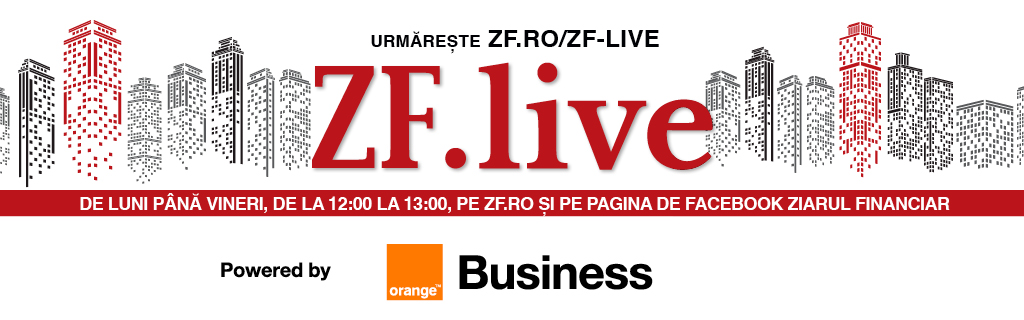 URMĂREȘTE ZF.RO/ZF-LIVE
ZF.live
DE LUNI PÂNĂ VINERI, DE LA 12:00 LA 13:00, PE ZF.RO ȘI PE PAGINA DE FACEBOOK ZIARUL FINANCIAR
Powered by orange™ Business